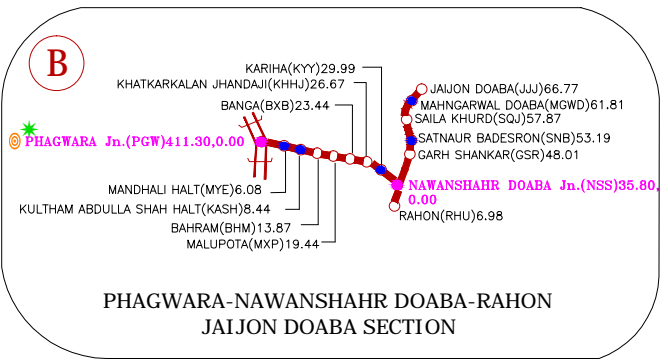 B
KARIHA(KYY)29.99
KHATKARKALAN JHANDAJI(KHHJ)26.67
BANGA(BXB)23.44
JAIJON DOABA(JJJ)66.77
MAHNGARWAL DOABA(MGWD)61.81
SAILA KHURD(SQJ)57.87
SATNAUR BADESRON(SNB)53.19
GARH SHANKAR(GSR)48.01
PHAGWARA Jn.(PGW)411.30,0.00
NAWANSHAHR DOABA Jn.(NSS)35.80,
0.00
RAHON(RHU)6.98
MANDHALI HALT(MYE)6.08
KULTHAM ABDULLA SHAH HALT(KASH)8.44
BAHRAM(BHM)13.87
MALUPOTA(MXP)19.44
PHAGWARA-NAWANSHAHR DOABA-RAHON
JAIJON DOABA SECTION